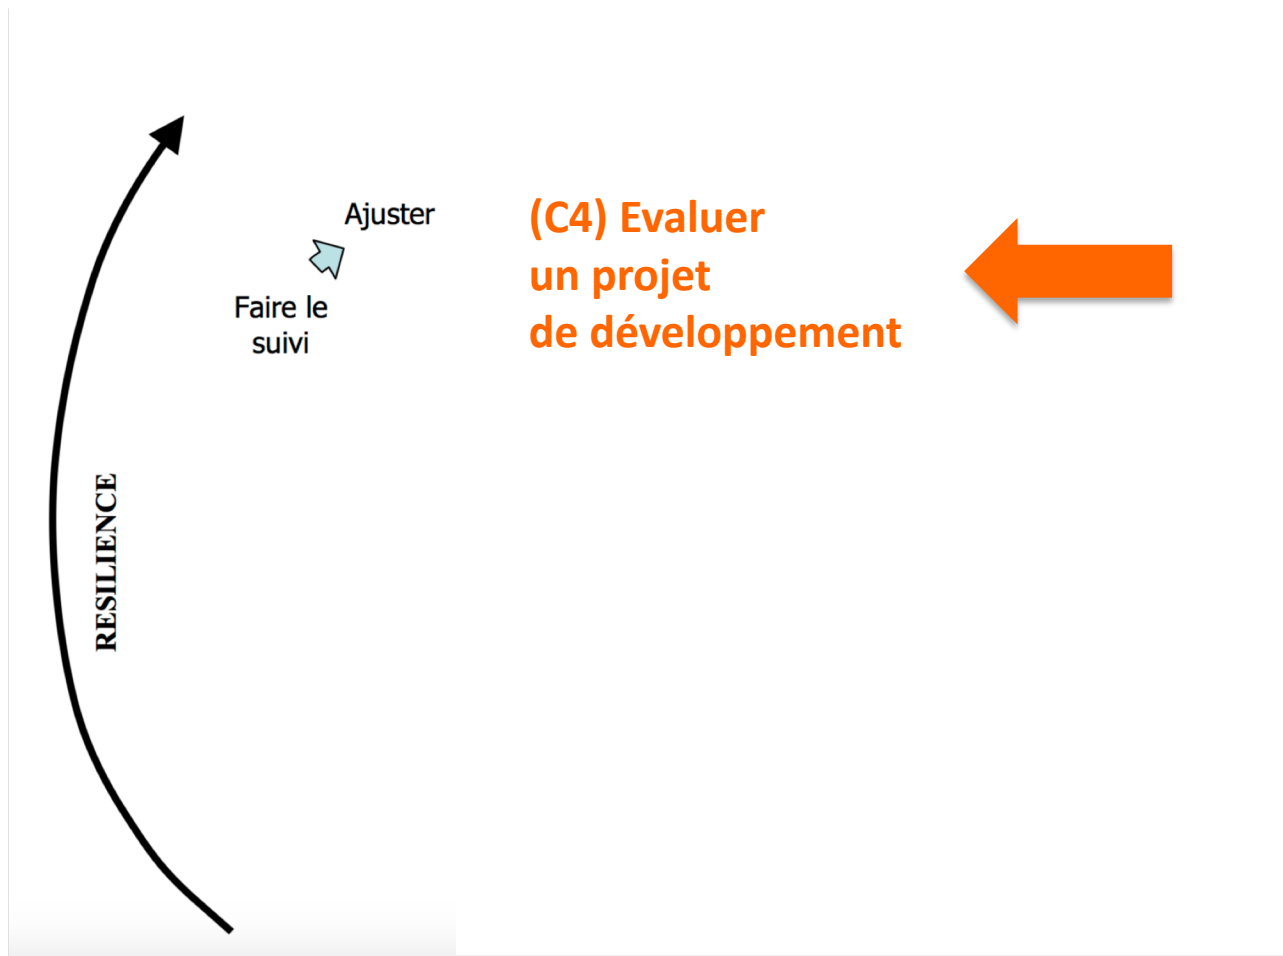 Ajuster
(C4) Evaluer
un projet
de développement
Faire le
suivi
RESILIENCE